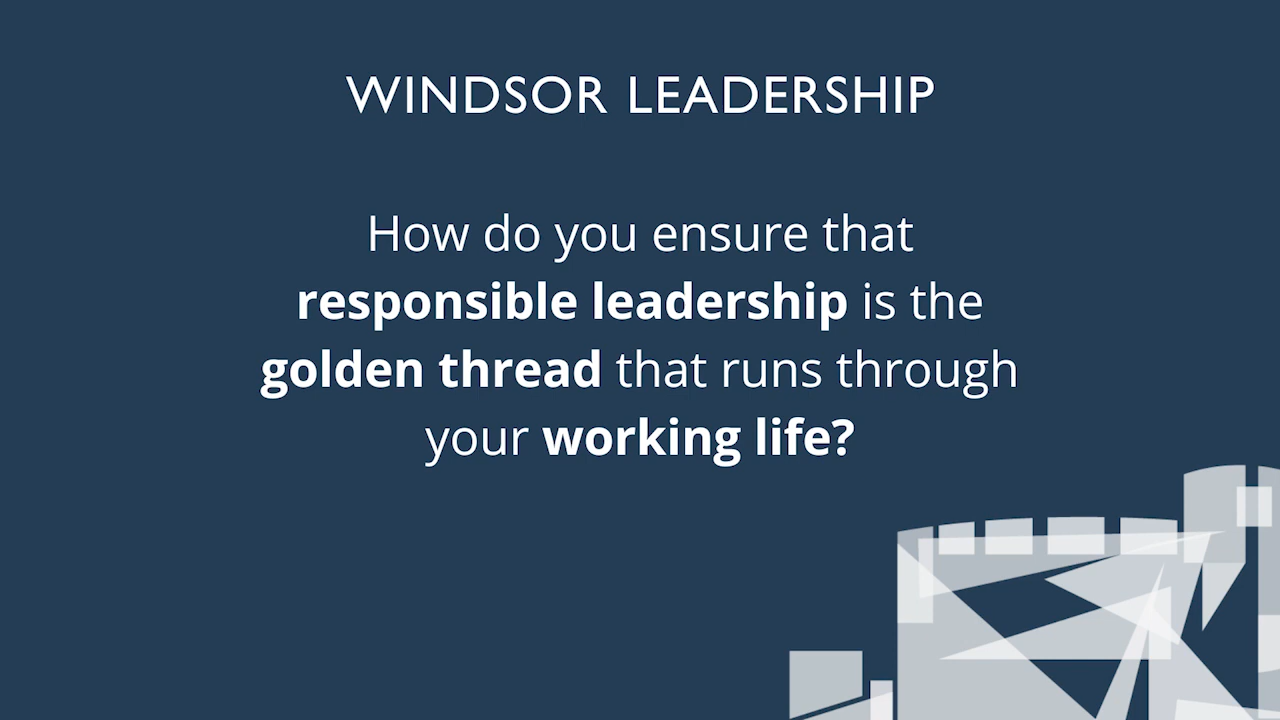 WINDSOR LEADERSHIP
How do you ensure that
responsible leadership is the
golden thread that runs through
your working life?